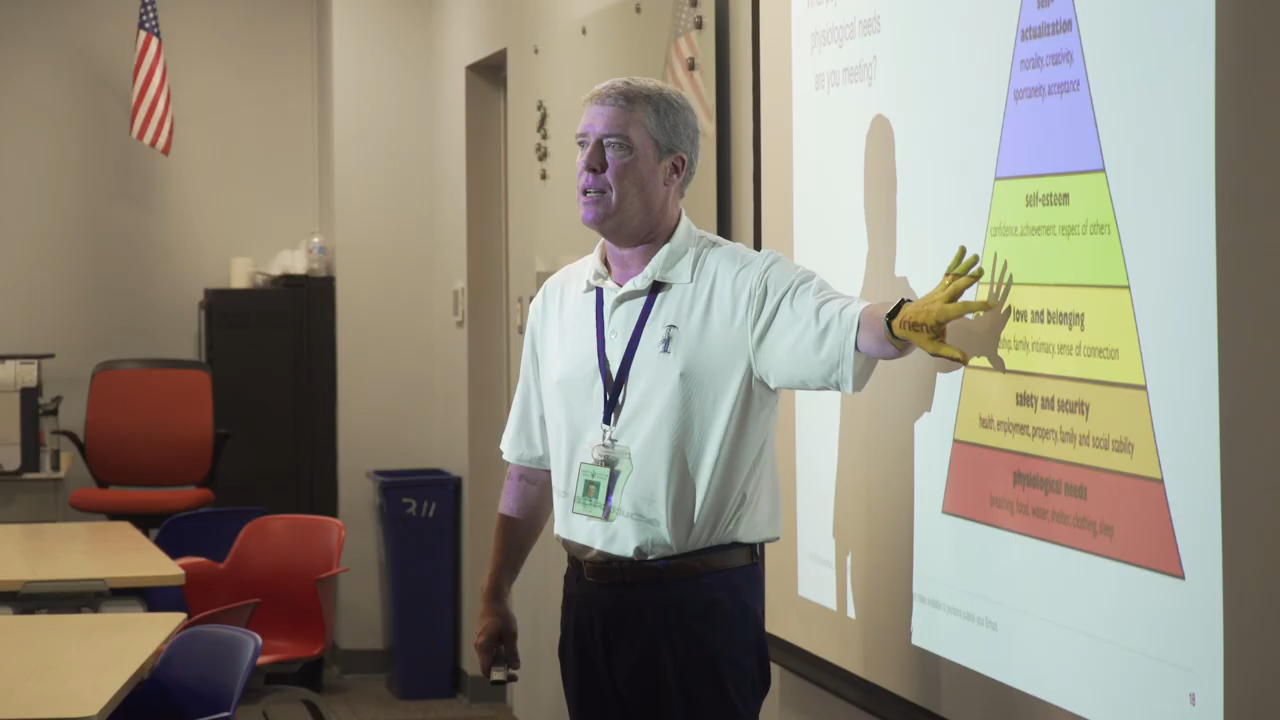 physiological needs
are you meeting?
self-
actualization
morality, creativity,
spontaneity, acceptance
self-esteem
confidence, achievement, respect of others
love and belonging
friend
ship, family, intimacy, sense of connection
safety and security
health, employment, property, family and social stability
physiological needs
breathing, food, water, shelter, clothing, sleep
18
211